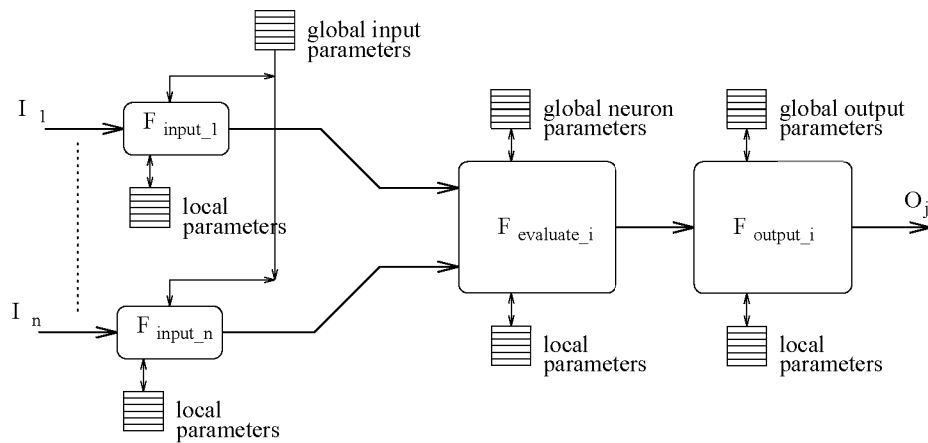 global input
parameters
I 1
F input_1
local
parameters
global neuron
parameters
global output
parameters
F evaluate_i
F output_i
O j
I n
F input_n
local
parameters
local
parameters
local
parameters